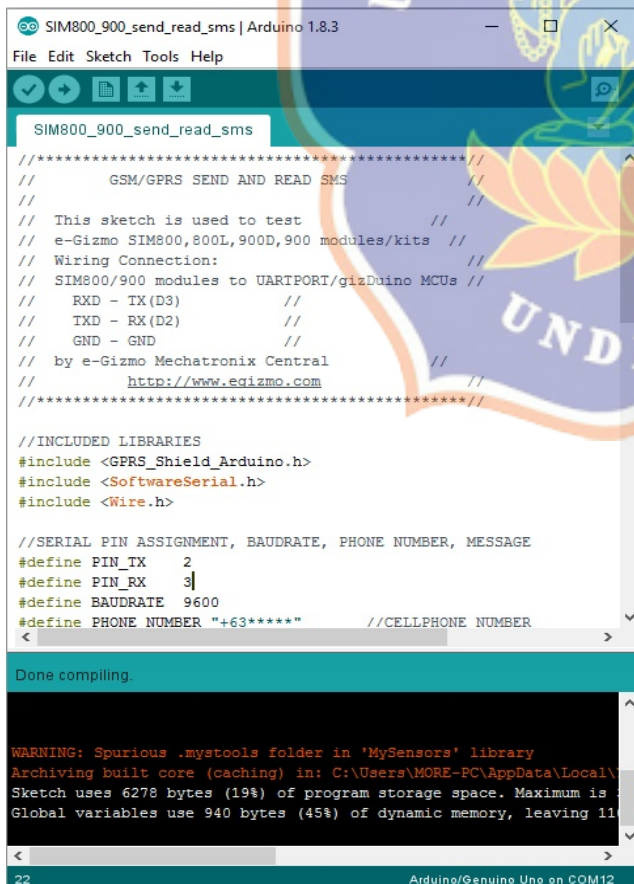 SIM800_900_send_read_sms | Arduino 1.8.3
File Edit Sketch Tools Help
SIM800_900_send_read_sms
//***********************************************//
// GSM/GPRS SEND AND READ SMS //
// //
// This sketch is used to test //
// e-Gizmo SIM800,800L,900D,900 modules/kits //
// Wiring Connection: //
// SIM800/900 modules to UARTPORT/gizDuino MCUs //
// RXD - TX(D3) //
// TXD - RX(D2) //
// GND - GND //
// by e-Gizmo Mechatronix Central //
// http://www.egizmo.com //
//***********************************************//
//INCLUDED LIBRARIES
#include <GPRS_Shield_Arduino.h>
#include <SoftwareSerial.h>
#include <Wire.h>
//SERIAL PIN ASSIGNMENT, BAUDRATE, PHONE NUMBER, MESSAGE
#define PIN_TX 2
#define PIN_RX 3
#define BAUDRATE 9600
#define PHONE_NUMBER "+63*****" //CELLPHONE NUMBER
Done compiling.
WARNING: Spurious .mystools folder in 'MySensors' library
Archiving built core (caching) in: C:\Users\MORE-PC\AppData\Local\
Sketch uses 6278 bytes (19%) of program storage space. Maximum is
Global variables use 940 bytes (45%) of dynamic memory, leaving
22 Arduino/Genuino Uno on COM12
UND